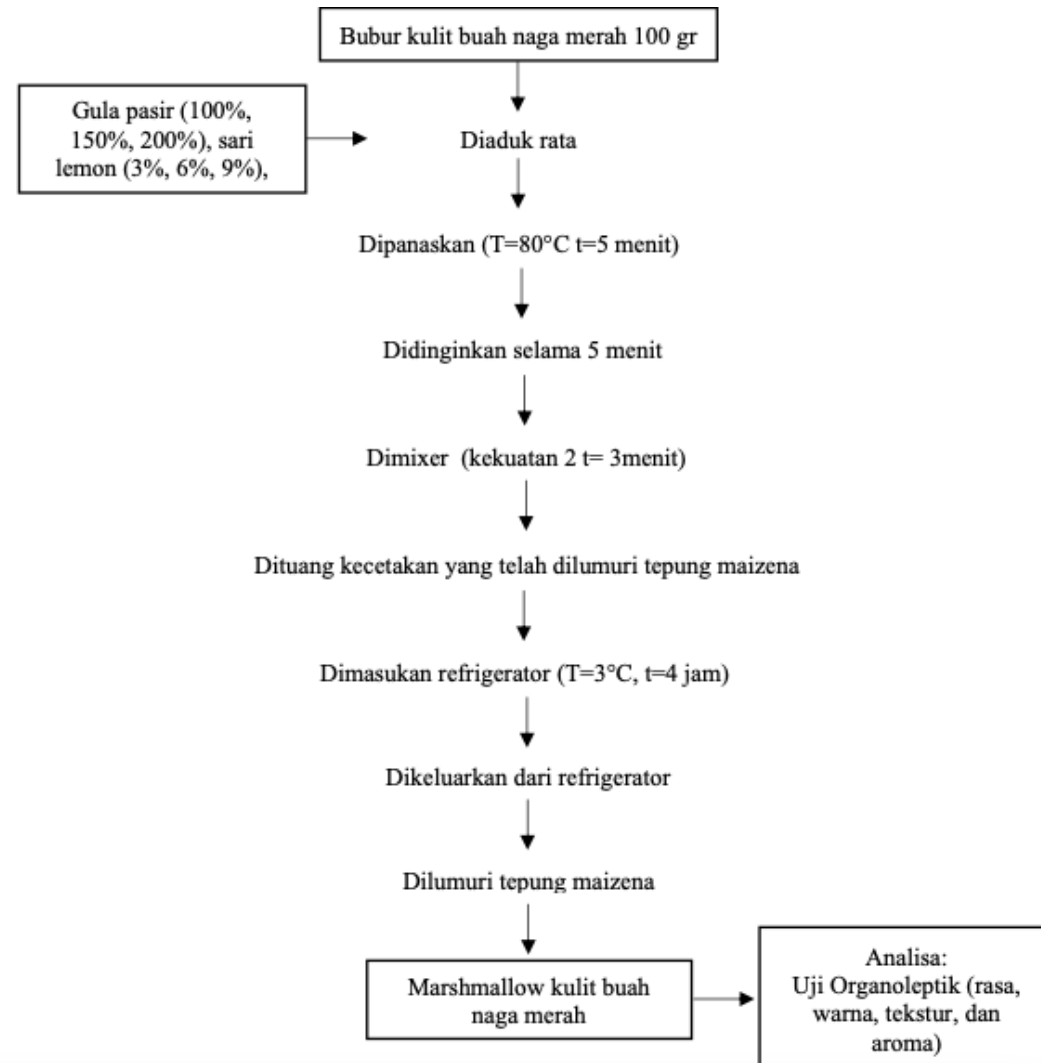 Bubur kulit buah naga merah 100 gr
Gula pasir (100%,
150%, 200%), sari
lemon (3%, 6%, 9%),
Diaduk rata
Dipanaskan (T=80°C t=5 menit)
Didinginkan selama 5 menit
Dimixer (kekuatan 2 t= 3menit)
Dituang kecetakan yang telah dilumuri tepung maizena
Dimasukan refrigerator (T=3°C, t=4 jam)
Dikeluarkan dari refrigerator
Dilumuri tepung maizena
Marshmallow kulit buah
naga merah
Analisa:
Uji Organoleptik (rasa,
warna, tekstur, dan
aroma)